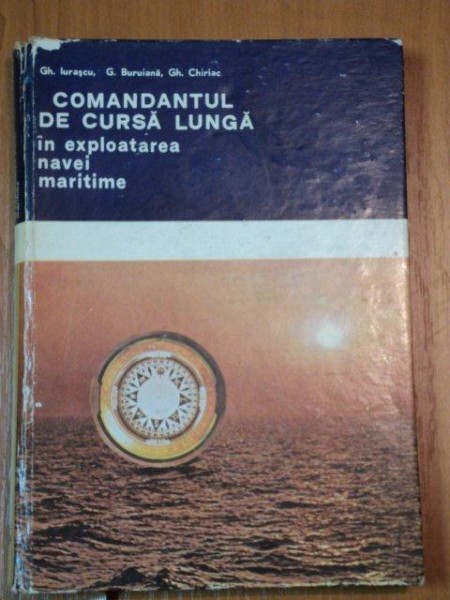 Gh. Iurașcu, G. Buruiană, Gh. Chiriac
COMANDANTUL
DE CURSĂ LUNGĂ
în exploatarea
navei
maritime